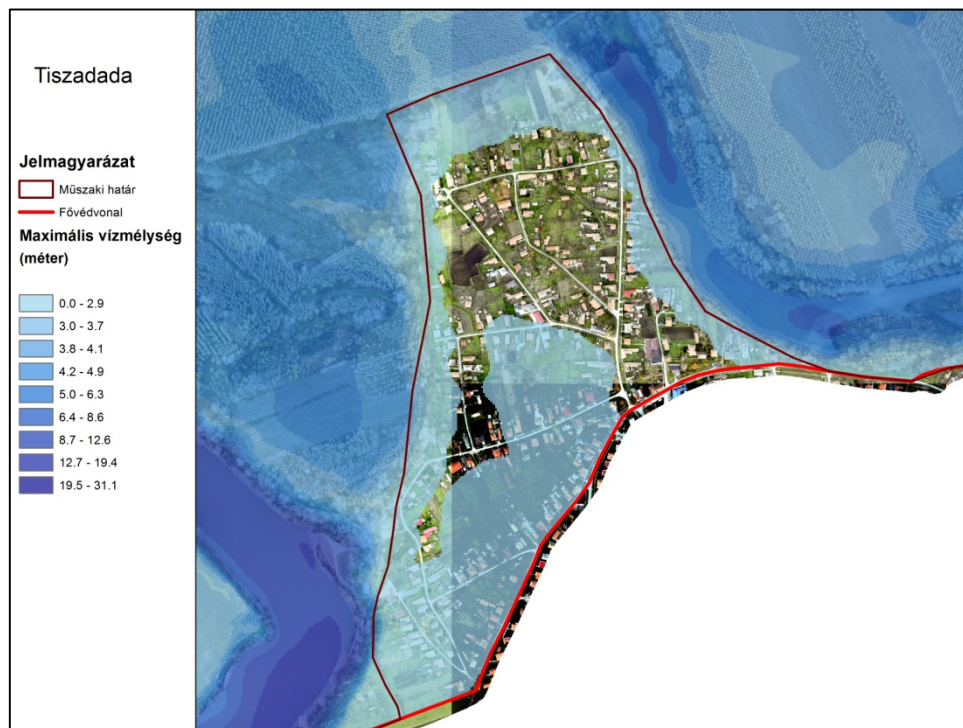 Tiszadada
Jelmagyarázat
Műszaki határ
Fővédvonal
Maximális vízmélység
(méter)
0.0 - 2.9
3.0 - 3.7
3.8 - 4.1
4.2 - 4.9
5.0 - 6.3
6.4 - 8.6
8.7 - 12.6
12.7 - 19.4
19.5 - 31.1